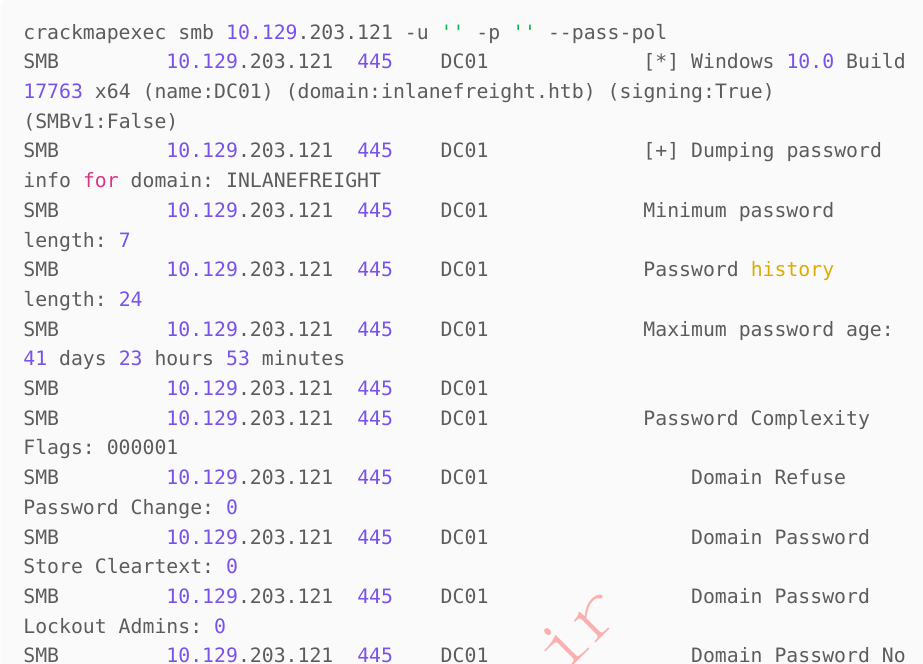 crackmapexec smb 10.129.203.121 -u '' -p '' --pass-pol
SMB         10.129.203.121  445    DC01             [*] Windows 10.0 Build
17763 x64 (name:DC01) (domain:inlanefreight.htb) (signing:True)
(SMBv1:False)
SMB         10.129.203.121  445    DC01             [+] Dumping password
info for domain: INLANEFREIGHT
SMB         10.129.203.121  445    DC01             Minimum password
length: 7
SMB         10.129.203.121  445    DC01             Password history
length: 24
SMB         10.129.203.121  445    DC01             Maximum password age:
41 days 23 hours 53 minutes
SMB         10.129.203.121  445    DC01
SMB         10.129.203.121  445    DC01             Password Complexity
Flags: 000001
SMB         10.129.203.121  445    DC01                 Domain Refuse
Password Change: 0
SMB         10.129.203.121  445    DC01                 Domain Password
Store Cleartext: 0
SMB         10.129.203.121  445    DC01                 Domain Password
Lockout Admins: 0
SMB         10.129.203.121  445    DC01                 Domain Password No
ir